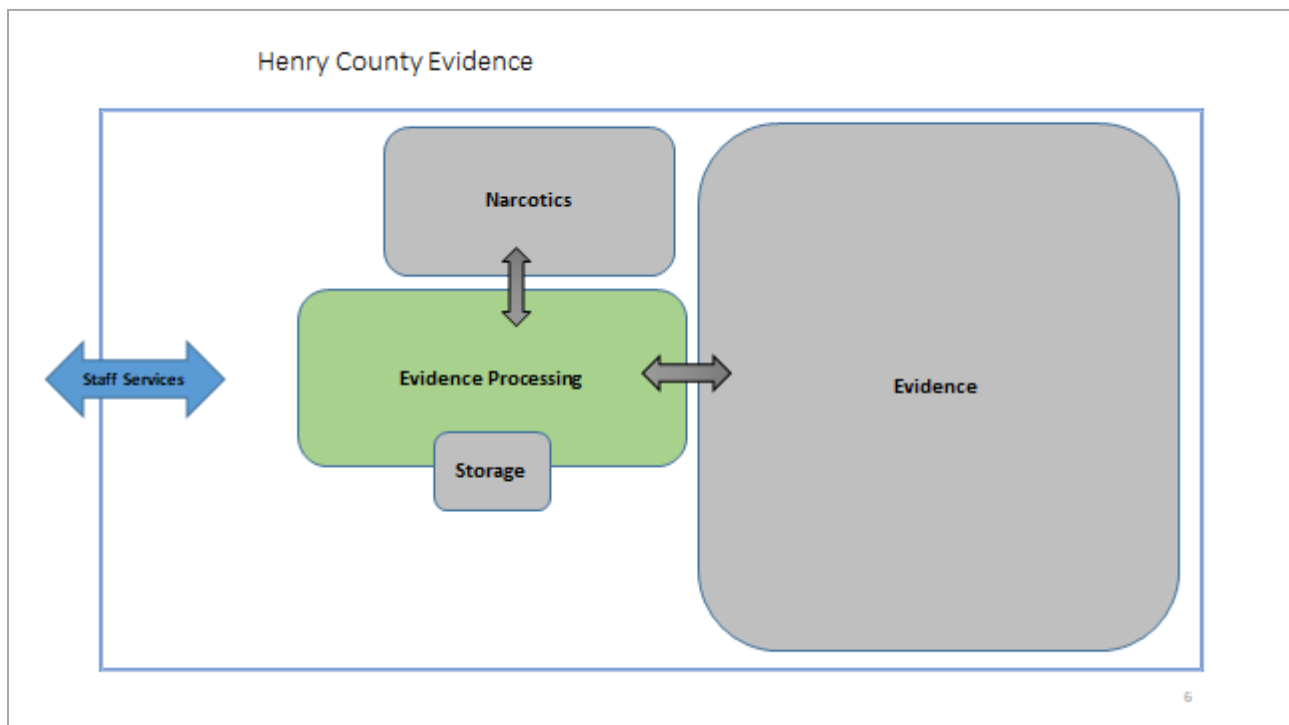 Henry County Evidence
Narcotics
Staff Services
Evidence Processing
Evidence
Storage
6